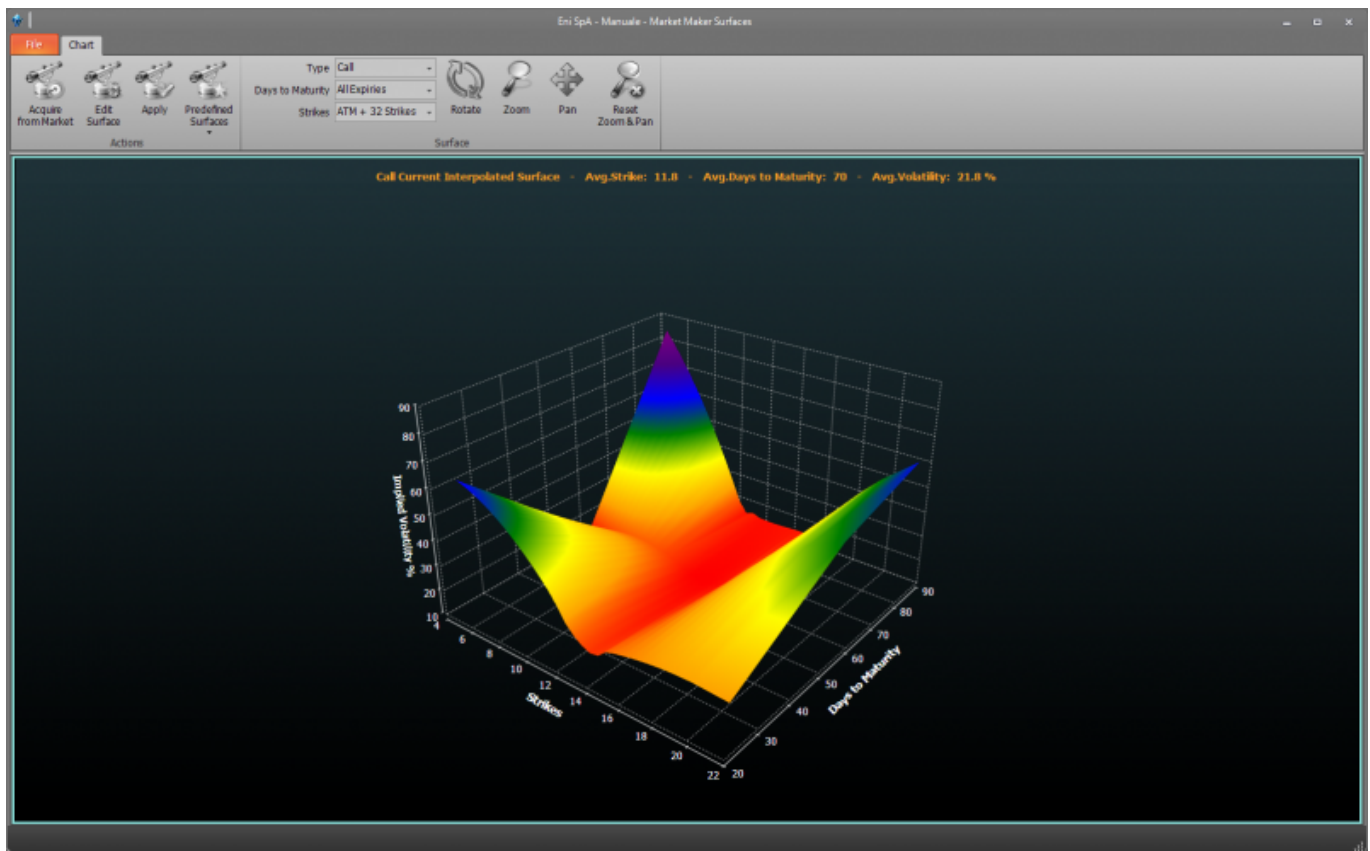 Eni SpA - Manuale - Market Maker Surfaces
File Chart
Type Call
Days to Maturity All Expiries
Strikes ATM + 32 Strikes
Acquire from Market
Edit Surface
Apply
Predefined Surfaces
Rotate
Zoom
Pan
Reset Zoom & Pan
Actions
Surface
Call Current Interpolated Surface - Avg.Strike: 11.8 - Avg.Days to Maturity: 70 - Avg.Volatility: 21.8 %
90
80
70
60
50
40
30
20
10
Implied Volatility %
4
6
8
10
12
14
16
18
20
22
Strikes
20
30
40
50
60
70
80
90
Days to Maturity